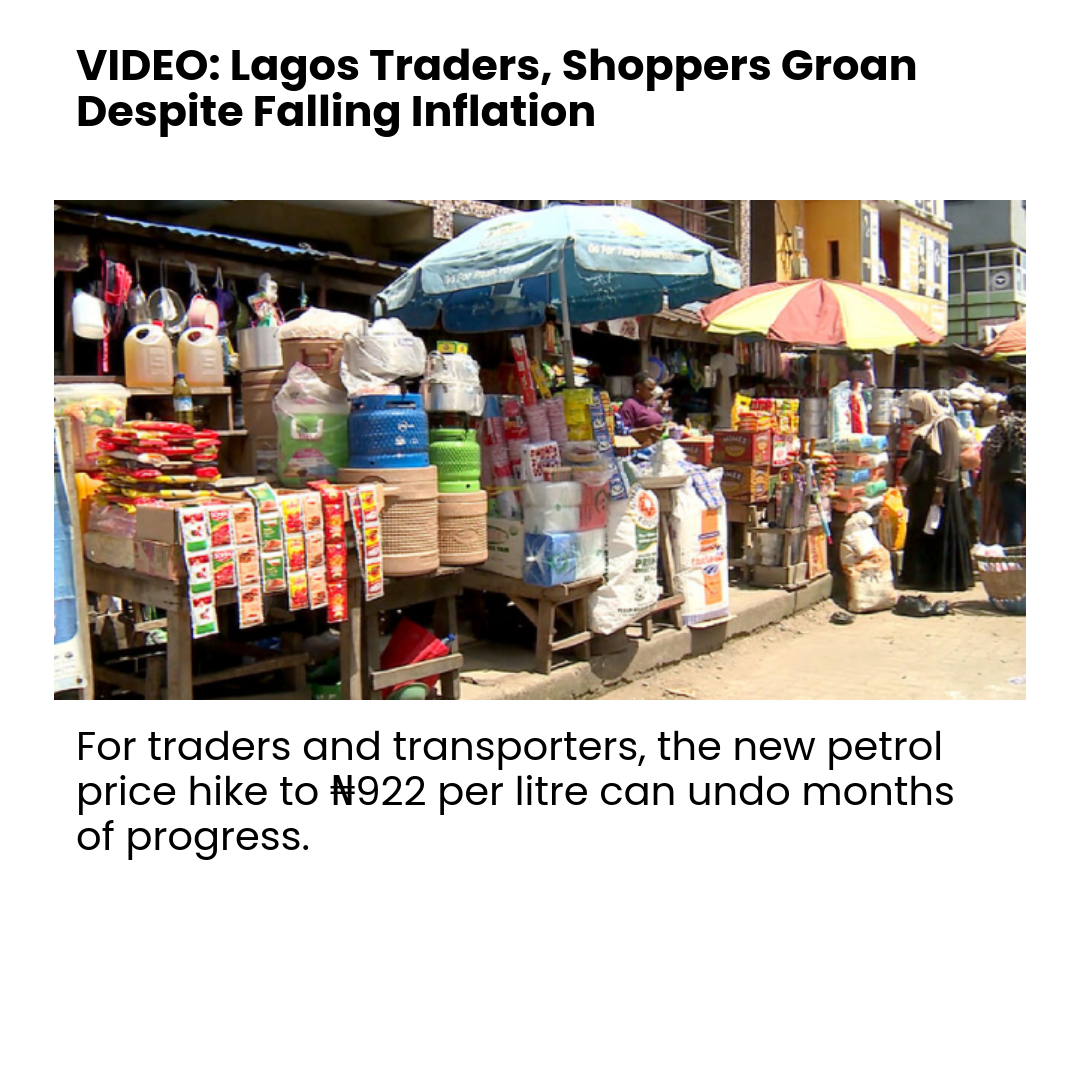 VIDEO: Lagos Traders, Shoppers Groan
Despite Falling Inflation
For traders and transporters, the new petrol
price hike to ₦922 per litre can undo months
of progress.